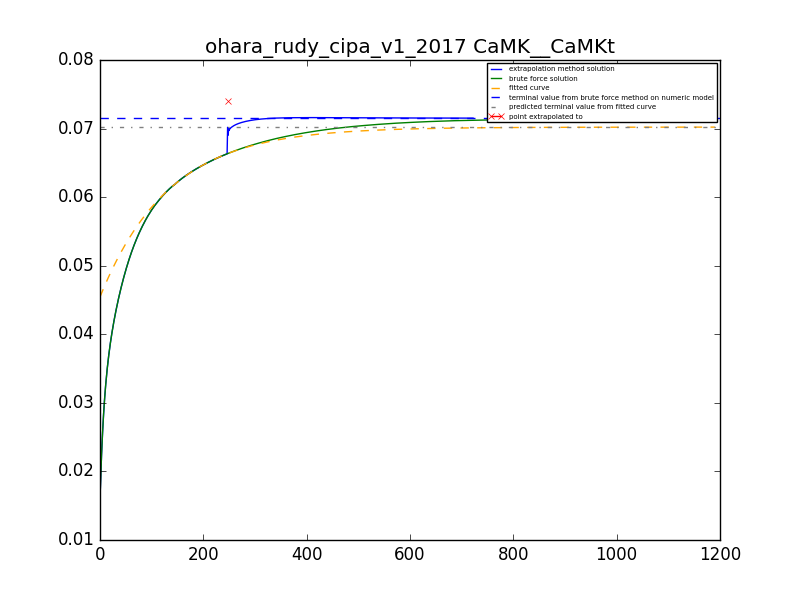 ohara_rudy_cipa_v1_2017 CaMK__CaMKt
0.08
0.07
0.06
0.05
0.04
0.03
0.02
0.01
0 200 400 600 800 1000 1200
extrapolation method solution
brute force solution
fitted curve
terminal value from brute force method on numeric model
predicted terminal value from fitted curve
point extrapolated to